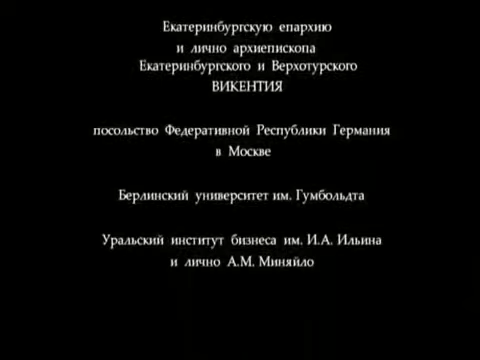 Екатеринбургскую епархию
и лично архиепископа
Екатеринбургского и Верхотурского
ВИКЕНТИЯ
посольство Федеративной Республики Германия
в Москве
Берлинский университет им. Гумбольдта
Уральский институт бизнеса им. И.А. Ильина
и лично А.М. Миняйло